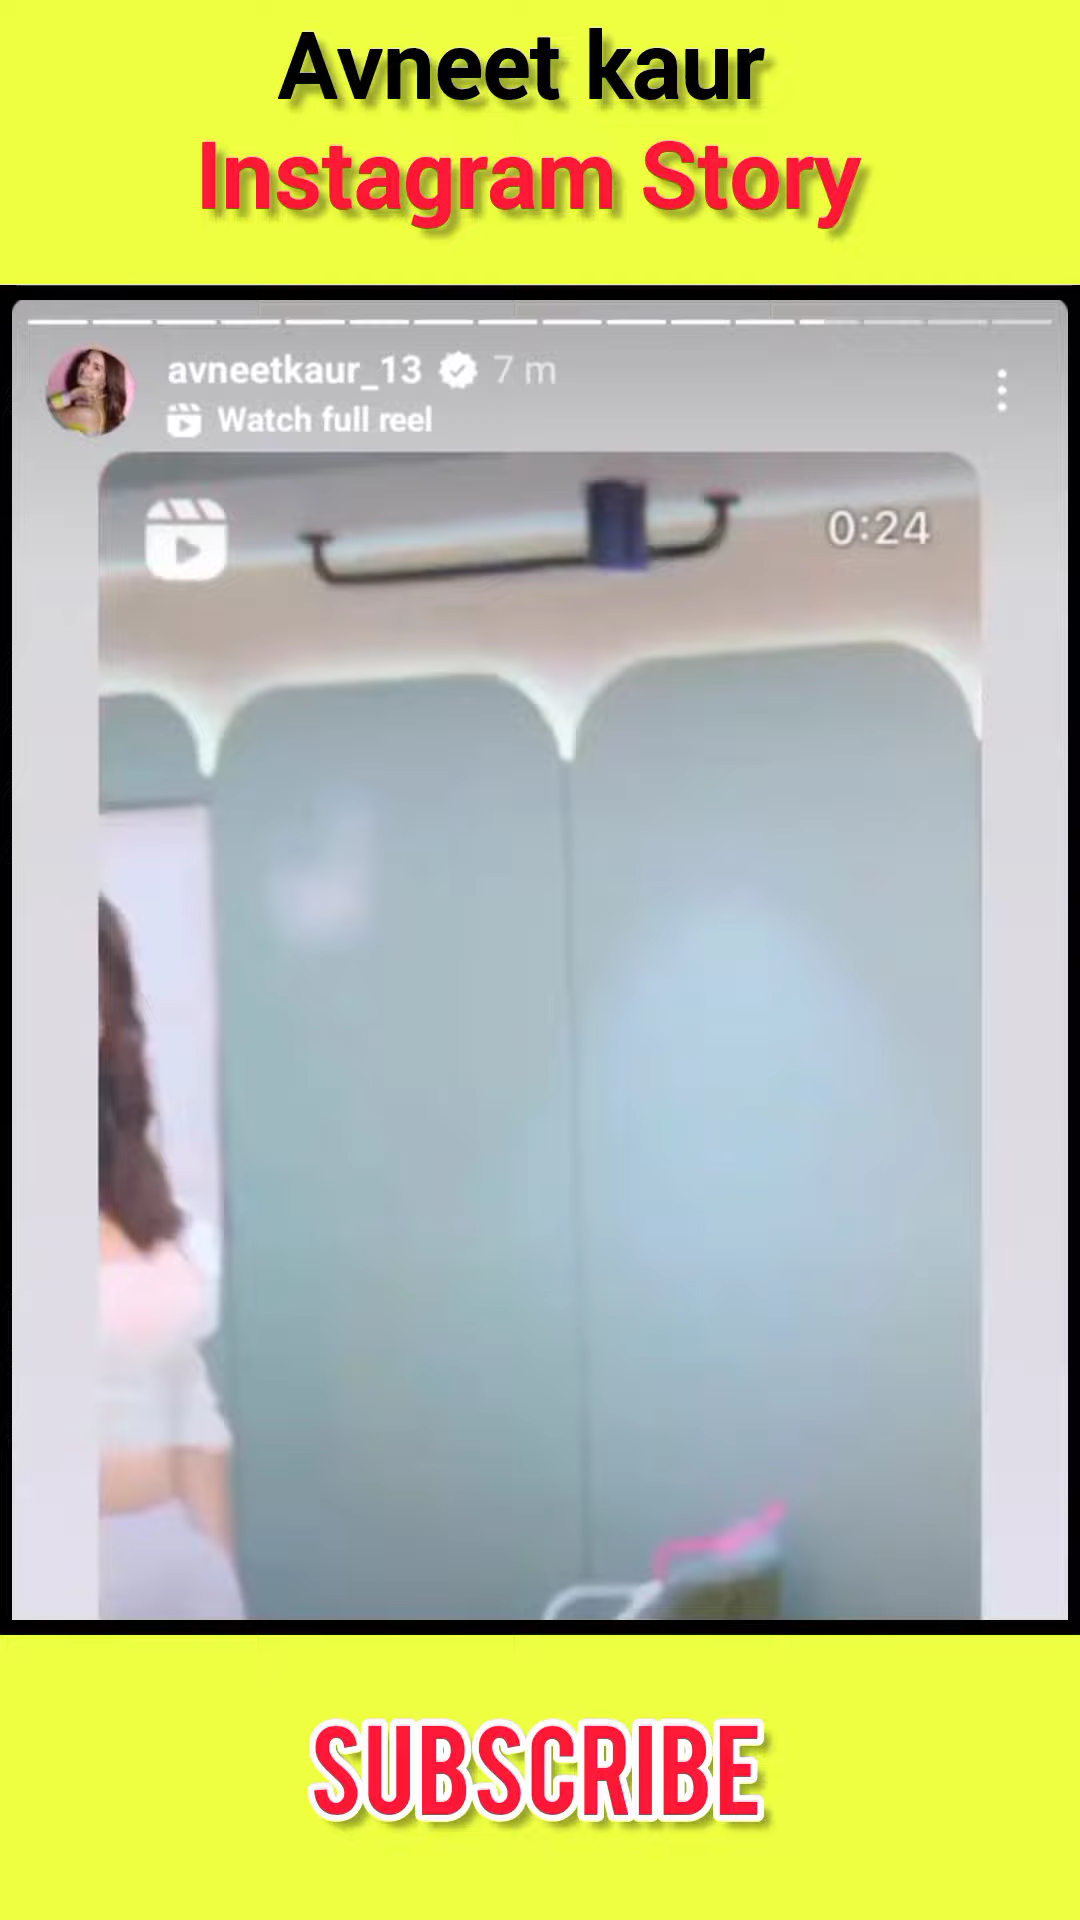 Avneet kaur
Instagram Story
avneetkaur_13 7 m
Watch full reel
0:24
SUBSCRIBE